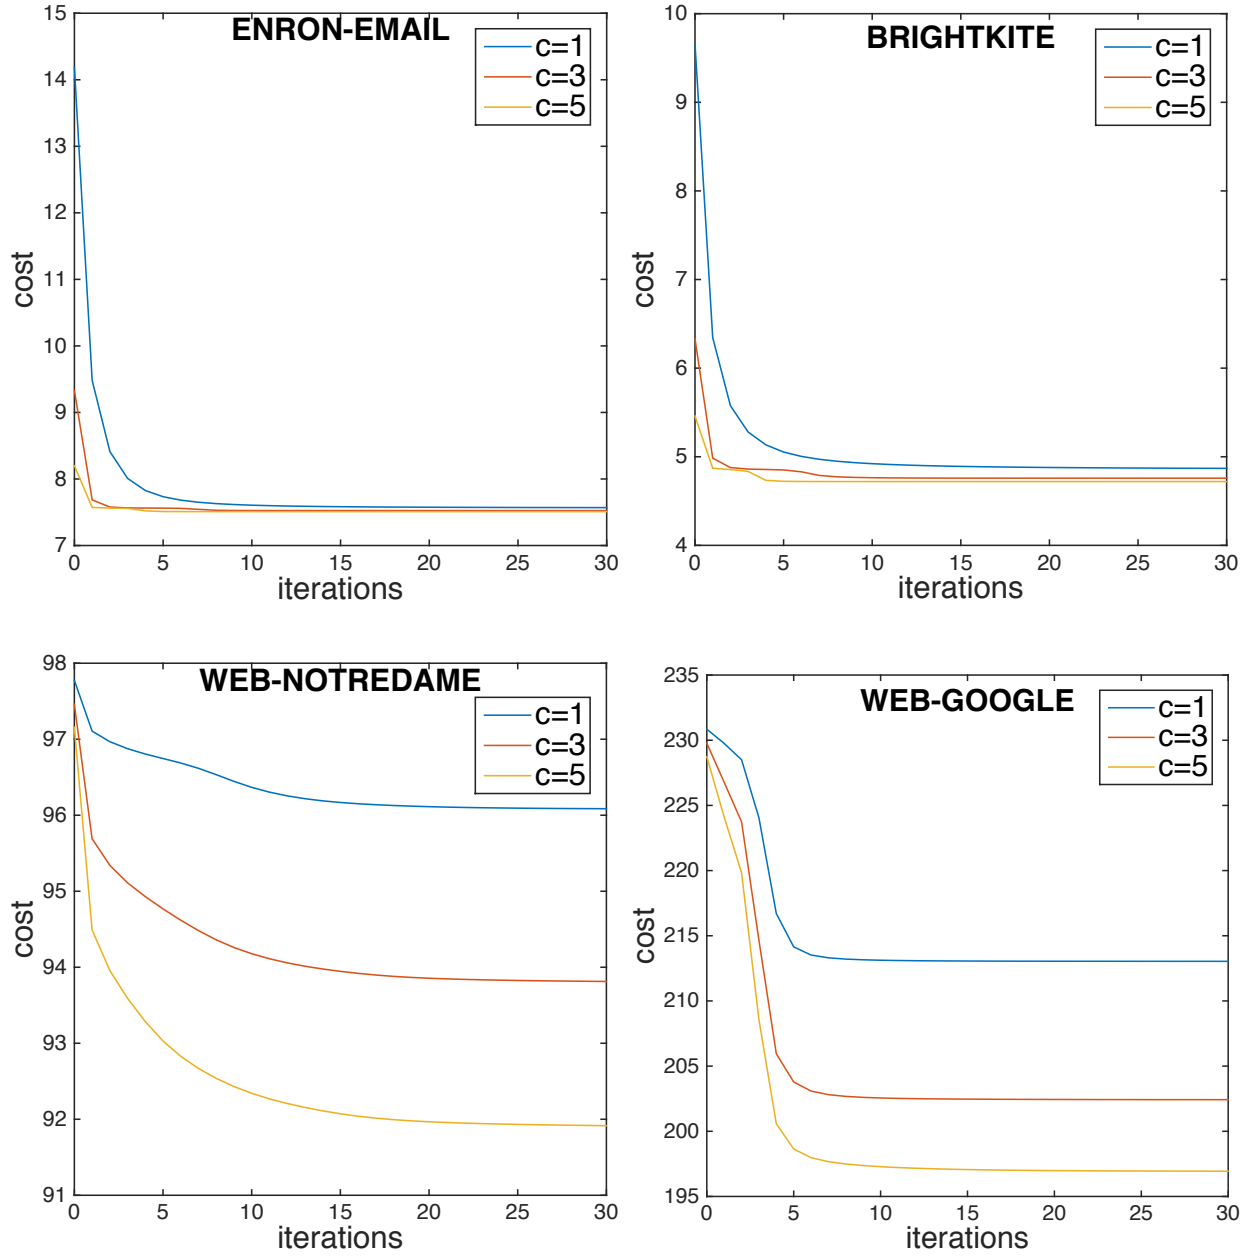 ENRON-EMAIL
c=1
c=3
c=5
15
14
13
12
11
10
9
8
7
cost
0 5 10 15 20 25 30
iterations
BRIGHTKITE
c=1
c=3
c=5
10
9
8
7
6
5
4
cost
0 5 10 15 20 25 30
iterations
WEB-NOTREDAME
c=1
c=3
c=5
98
97
96
95
94
93
92
91
cost
0 5 10 15 20 25 30
iterations
WEB-GOOGLE
c=1
c=3
c=5
235
230
225
220
215
210
205
200
195
cost
0 5 10 15 20 25 30
iterations